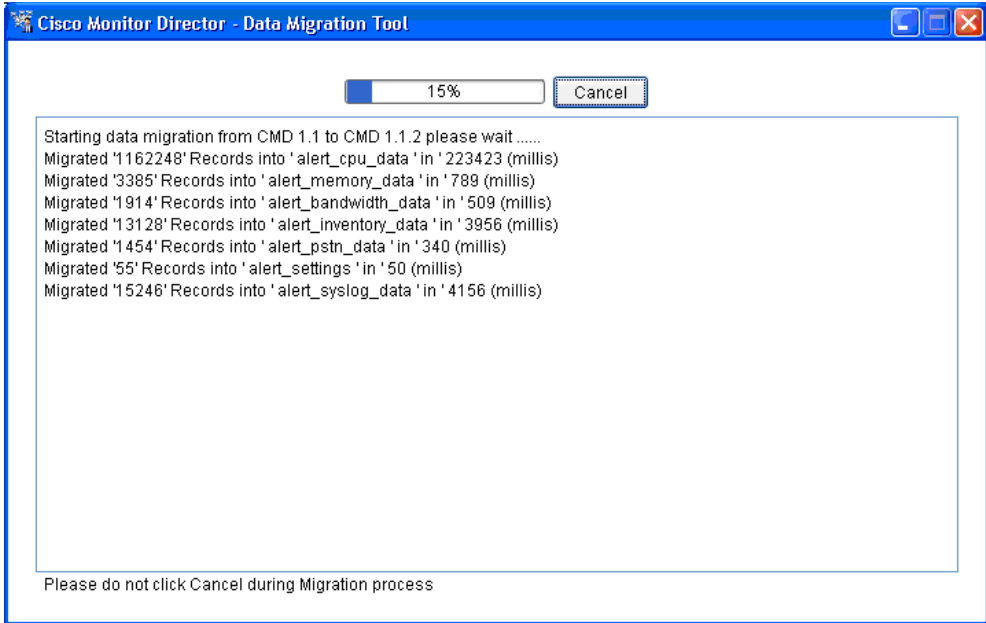 Cisco Monitor Director - Data Migration Tool
15%
Cancel
Starting data migration from CMD 1.1 to CMD 1.1.2 please wait ......
Migrated '1162248' Records into ' alert_cpu_data ' in ' 223423 (millis)
Migrated '3385' Records into ' alert_memory_data ' in ' 789 (millis)
Migrated '1914' Records into ' alert_bandwidth_data ' in ' 509 (millis)
Migrated '13128' Records into ' alert_inventory_data ' in ' 3956 (millis)
Migrated '1454' Records into ' alert_pstn_data ' in ' 340 (millis)
Migrated '55' Records into ' alert_settings ' in ' 50 (millis)
Migrated '15246' Records into ' alert_syslog_data ' in ' 4156 (millis)
Please do not click Cancel during Migration process